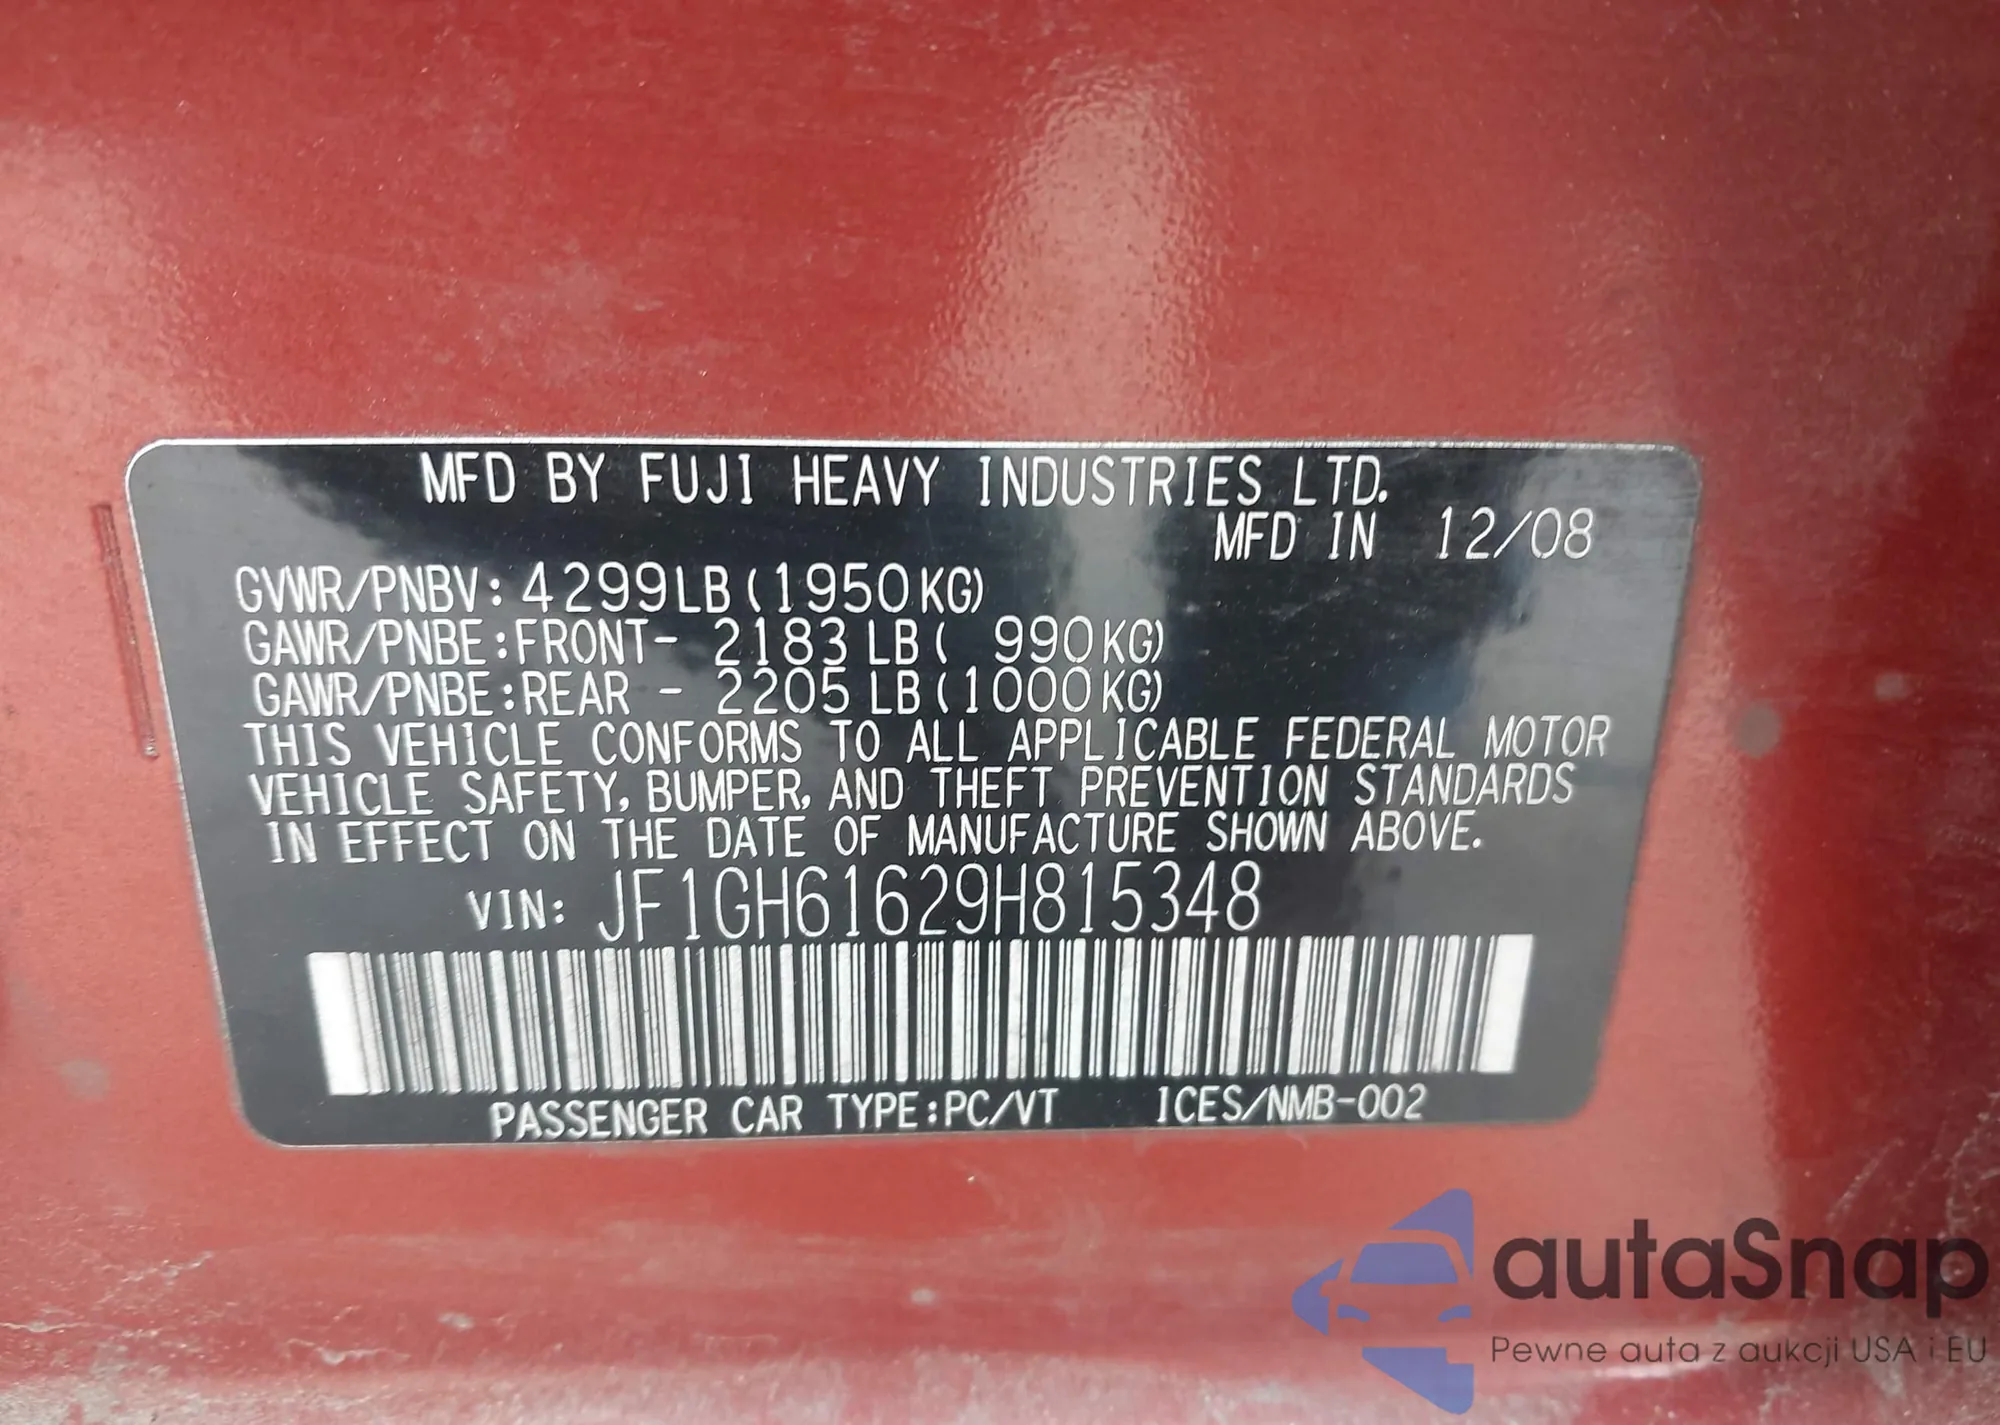 MFD BY FUJI HEAVY INDUSTRIES LTD.
MFD IN 12/08
GVWR/PNBV: 4299LB (1950KG)
GAWR/PNBE:FRONT- 2183 LB ( 990KG)
GAWR/PNBE:REAR - 2205 LB (1000KG)
THIS VEHICLE CONFORMS TO ALL APPLICABLE FEDERAL MOTOR
VEHICLE SAFETY, BUMPER, AND THEFT PREVENTION STANDARDS
IN EFFECT ON THE DATE OF MANUFACTURE SHOWN ABOVE.
VIN: JF1GH61629H815348
PASSENGER CAR TYPE:PC/VT ICES/NMB-002
autaSnap
Pewne auta z aukcji USA i EU